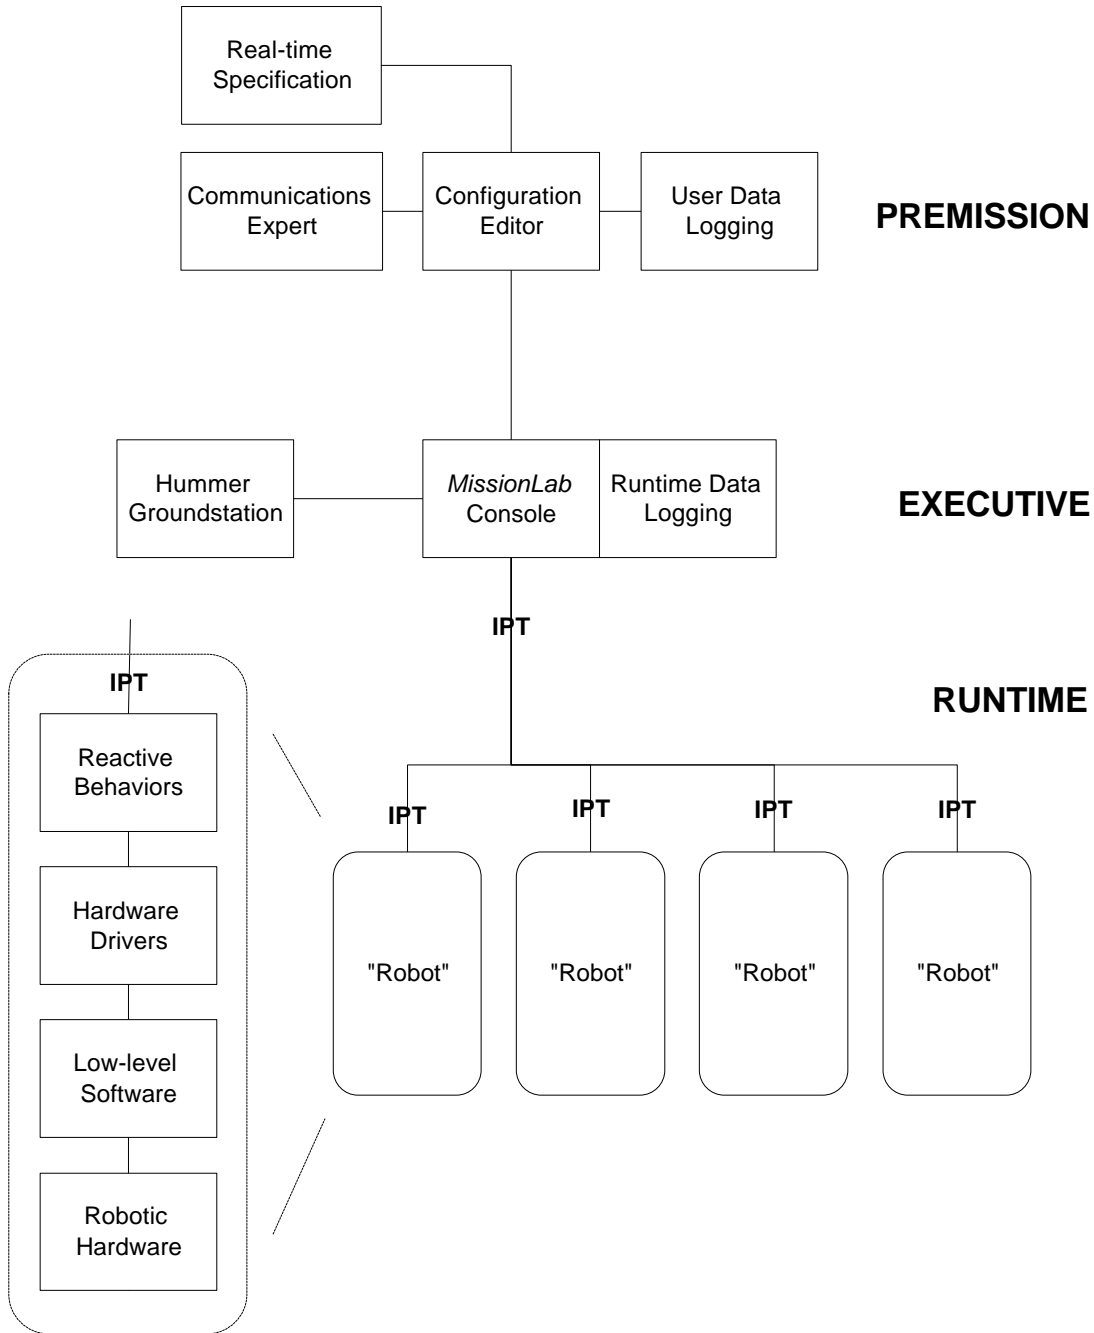 Real-time
Specification
Communications
Expert
Configuration
Editor
User Data
Logging
PREMISSION
Hummer
Groundstation
MissionLab
Console
Runtime Data
Logging
EXECUTIVE
IPT
RUNTIME
IPT
Reactive
Behaviors
Hardware
Drivers
Low-level
Software
Robotic
Hardware
IPT
IPT
IPT
IPT
"Robot"
"Robot"
"Robot"
"Robot"